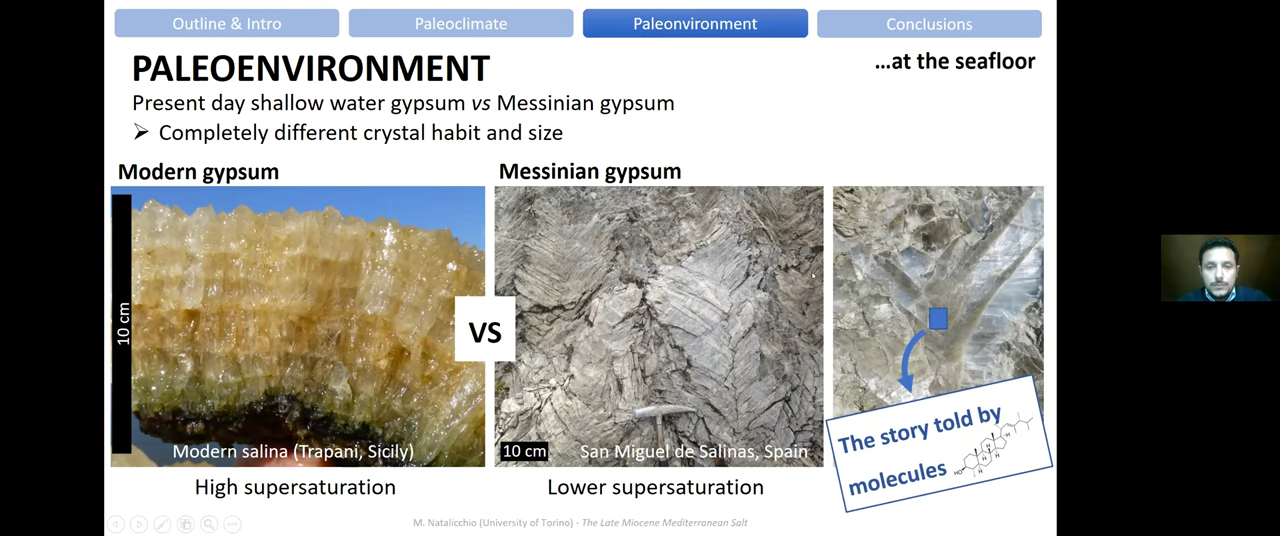 Outline & Intro
Paleoclimate
Paleonvironment
Conclusions
PALEOENVIRONMENT
...at the seafloor
Present day shallow water gypsum vs Messinian gypsum
Completely different crystal habit and size
Modern gypsum
Messinian gypsum
10 cm
VS
Modern salina (Trapani, Sicily)
10 cm
San Miguel de Salinas, Spain
The story told by
molecules
HO
H
H
H
High supersaturation
Lower supersaturation
M. Natalicchio (University of Torino) - The Late Miocene Mediterranean Salt